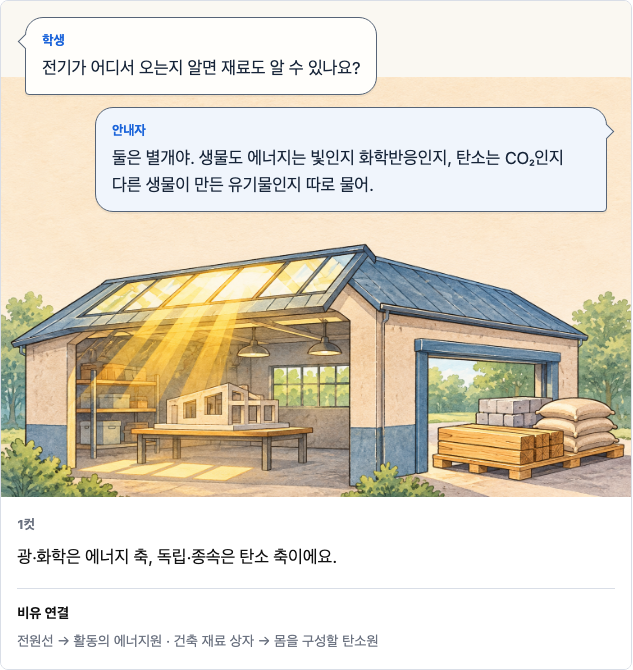 학생
전기가 어디서 오는지 알면 재료도 알 수 있나요?
안내자
둘은 별개야. 생물도 에너지는 빛인지 화학반응인지, 탄소는 CO₂인지
다른 생물이 만든 유기물인지 따로 물어.
1컷
광·화학은 에너지 축, 독립·종속은 탄소 축이에요.
비유 연결
전원선 → 활동의 에너지원 · 건축 재료 상자 → 몸을 구성할 탄소원